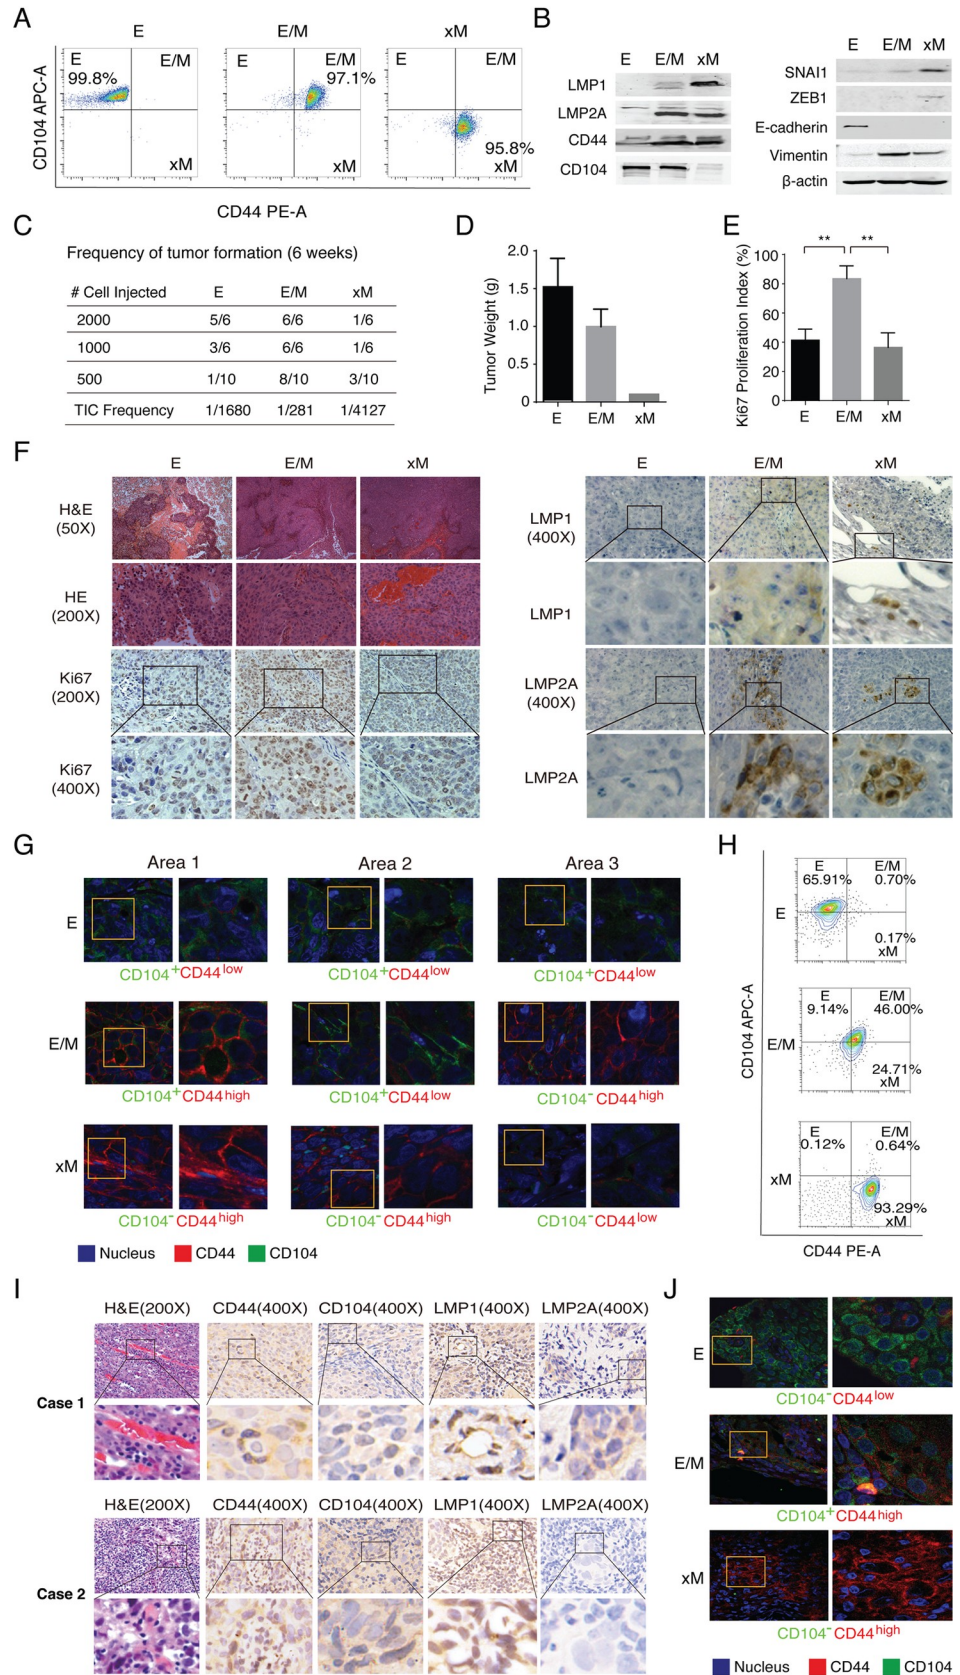 A
E
E/M
xM
CD104 APC-A
E
99.8%
E/M
xM
E
E/M
97.1%
xM
E
E/M
95.8%
xM
CD44 PE-A
B
E E/M xM
LMP1
LMP2A
CD44
CD104
E E/M xM
SNAI1
ZEB1
E-cadherin
Vimentin
β-actin
C
Frequency of tumor formation (6 weeks)
# Cell Injected E E/M xM
2000 5/6 6/6 1/6
1000 3/6 6/6 1/6
500 1/10 8/10 3/10
TIC Frequency 1/1680 1/281 1/4127
D
Tumor Weight (g)
2.0
1.5
1.0
0.5
0
E E/M xM
E
Ki67 Proliferation Index (%)
** **
100
80
60
40
20
0
E E/M xM
F
E E/M xM
H&E
(50X)
HE
(200X)
Ki67
(200X)
Ki67
(400X)
E E/M xM
LMP1
(400X)
LMP1
LMP2A
(400X)
LMP2A
G
Area 1 Area 2 Area 3
E
CD104+CD44low CD104+CD44low CD104+CD44low
E/M
CD104+CD44high CD104+CD44low CD104-CD44high
xM
CD104-CD44high CD104-CD44high CD104-CD44low
Nucleus CD44 CD104
H
CD104 APC-A
E
E E/M
65.91% 0.70%
0.17%
xM
E/M
E E/M
9.14% 46.00%
24.71%
xM
xM
E E/M
0.12% 0.64%
93.29%
xM
CD44 PE-A
I
H&E(200X) CD44(400X) CD104(400X) LMP1(400X) LMP2A(400X)
Case 1
H&E(200X) CD44(400X) CD104(400X) LMP1(400X) LMP2A(400X)
Case 2
J
E
CD104-CD44low
E/M
CD104+CD44high
xM
CD104-CD44high
Nucleus CD44 CD104